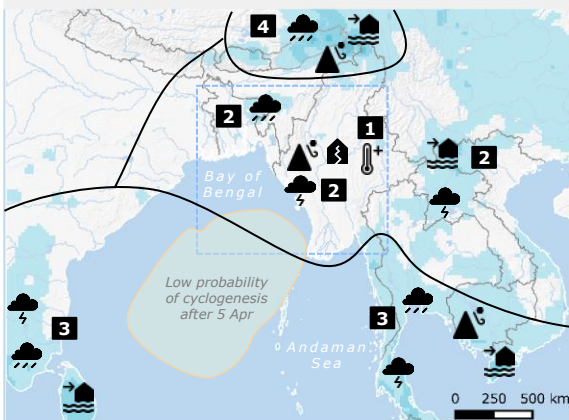 4
2
1
2
Bay of
Bengal
2
Low probability
of cyclogenesis
after 5 Apr
3
3
Andaman
Sea
0 250 500 km